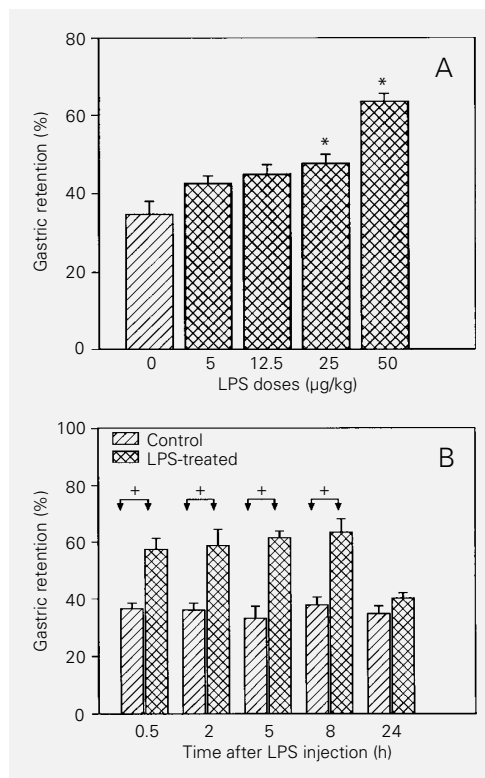 A
80
60
40
20
0
Gastric retention (%)
*
*
0 5 12.5 25 50
LPS doses (µg/kg)
B
Control
LPS-treated
100
80
60
40
20
0
Gastric retention (%)
+ + + +
0.5 2 5 8 24
Time after LPS injection (h)